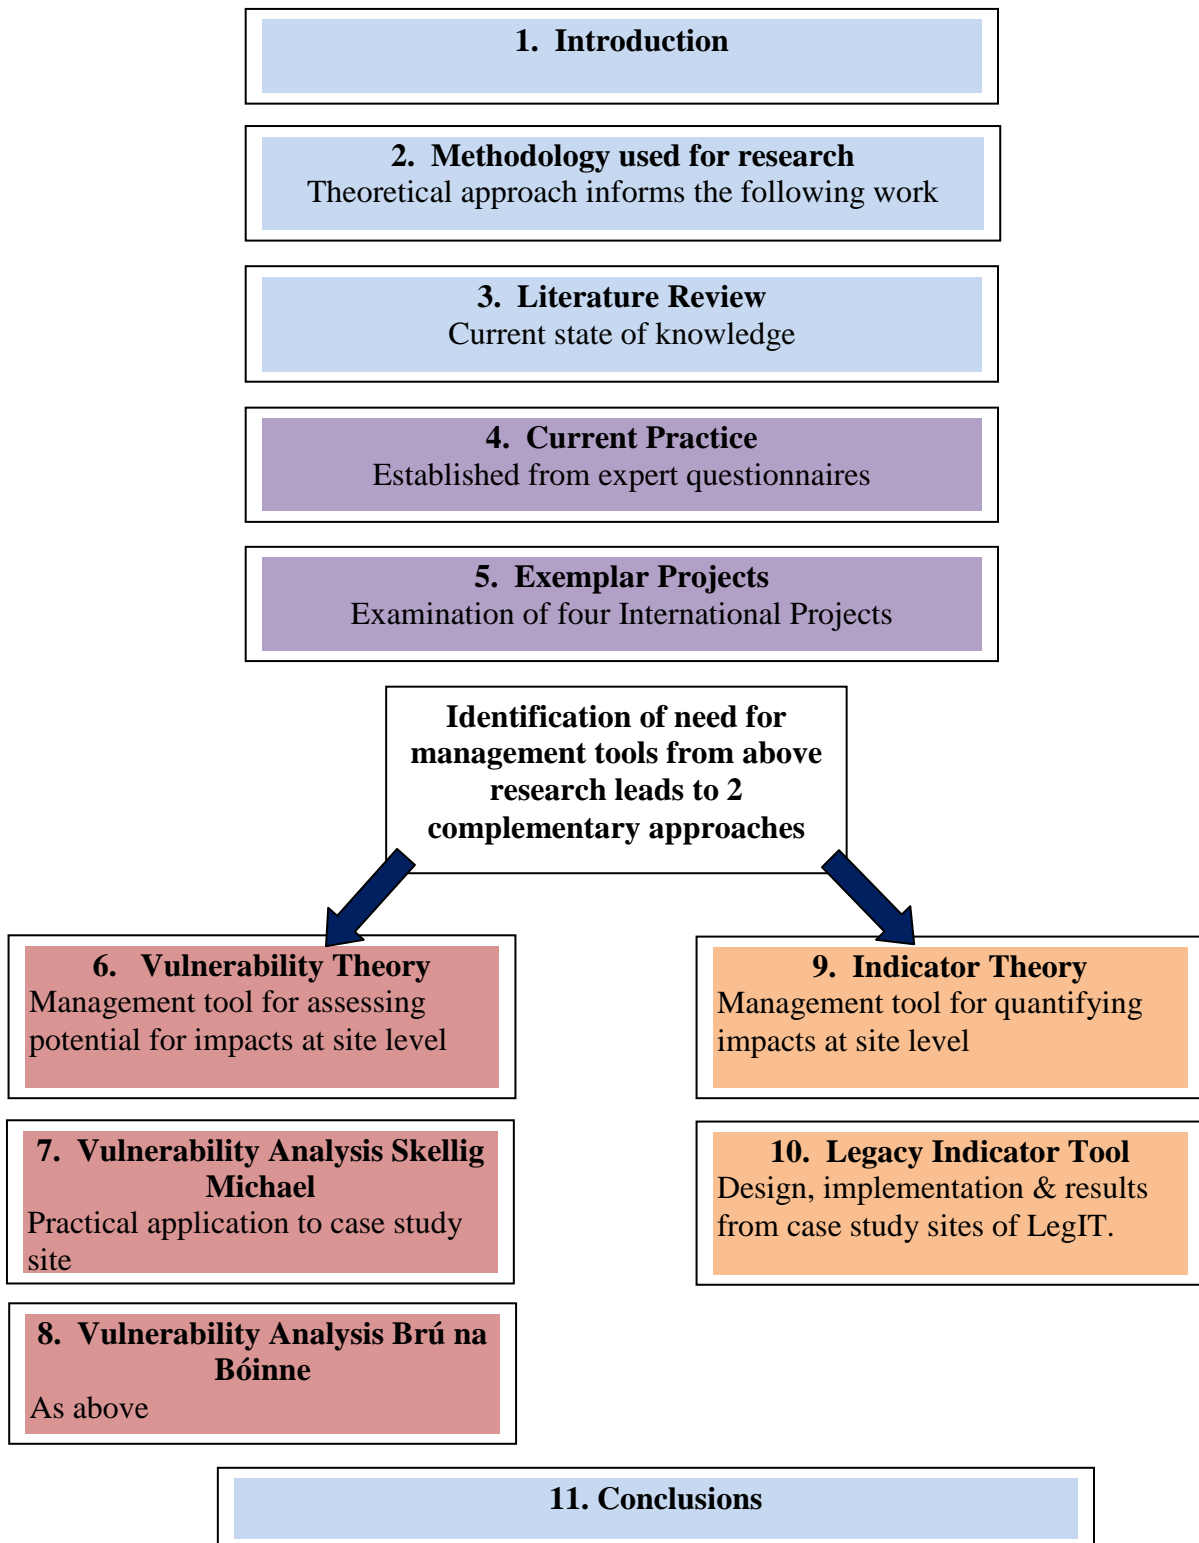 1. Introduction
2. Methodology used for research
Theoretical approach informs the following work
3. Literature Review
Current state of knowledge
4. Current Practice
Established from expert questionnaires
5. Exemplar Projects
Examination of four International Projects
Identification of need for
management tools from above
research leads to 2
complementary approaches
6. Vulnerability Theory
Management tool for assessing
potential for impacts at site level
7. Vulnerability Analysis Skellig
Michael
Practical application to case study
site
8. Vulnerability Analysis Brú na
Bóinne
As above
9. Indicator Theory
Management tool for quantifying
impacts at site level
10. Legacy Indicator Tool
Design, implementation & results
from case study sites of LegIT.
11. Conclusions